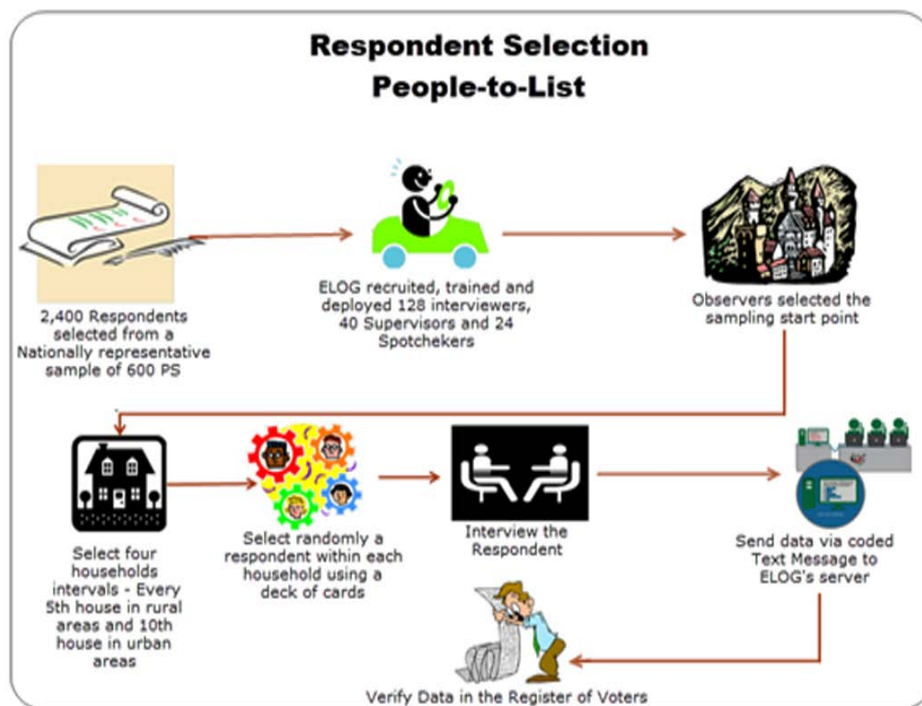 Respondent Selection
People-to-List
2,400 Respondents
selected from a
Nationally representative
sample of 600 PS
ELOG recruited, trained and
deployed 128 interviewers,
40 Supervisors and 24
Spotchekers
Observers selected the
sampling start point
Select four
households
intervals - Every
5th house in rural
areas and 10th
house in urban
areas
Select randomly a
respondent within each
household using a
deck of cards
Interview the
Respondent
Send data via coded
Text Message to
ELOG's server
Verify Data in the Register of Voters